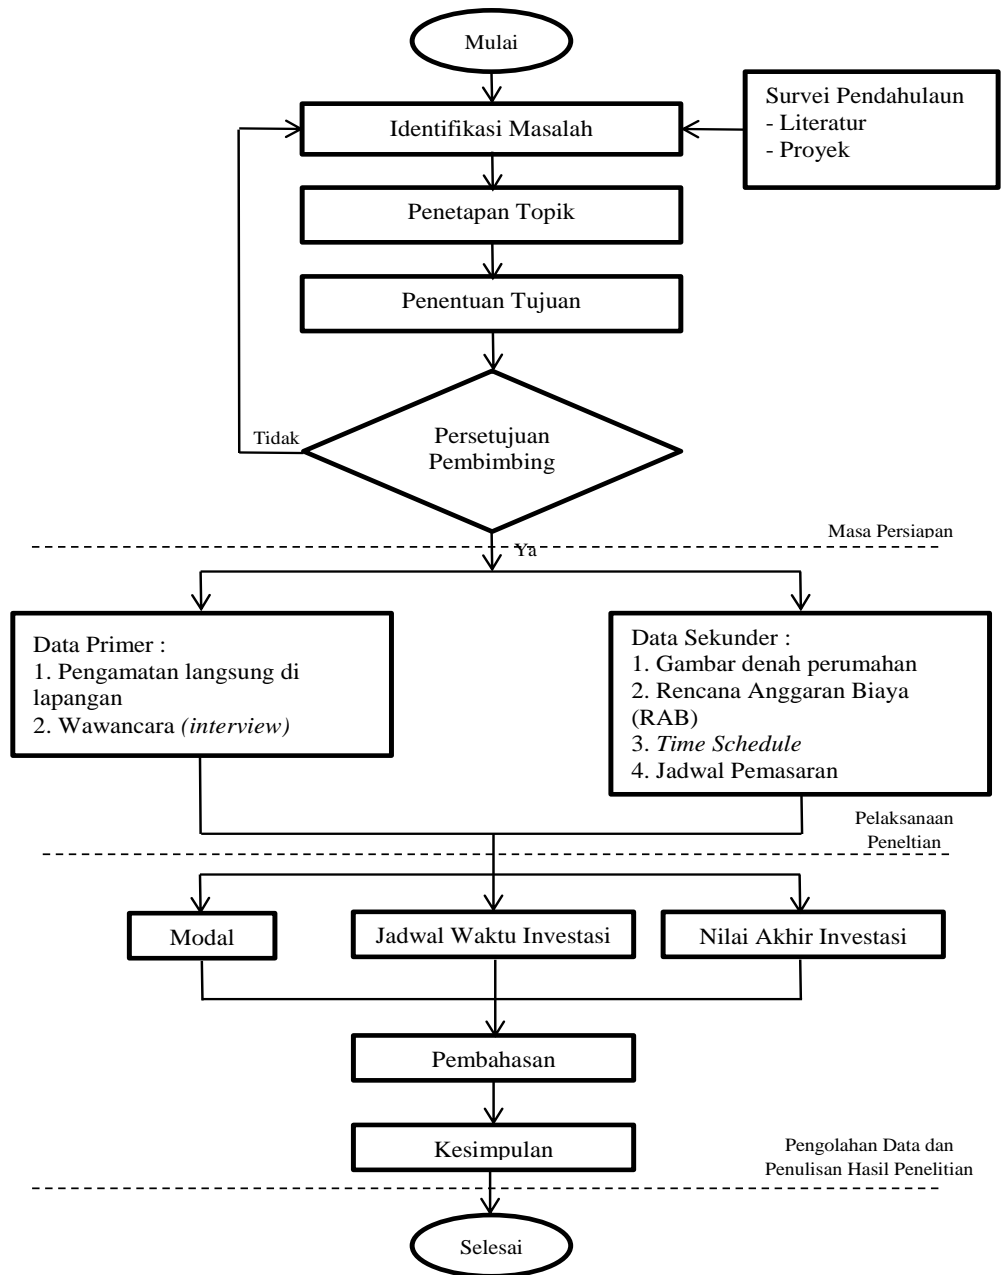 Mulai
Survei Pendahulaun
- Literatur
- Proyek
Identifikasi Masalah
Penetapan Topik
Penentuan Tujuan
Persetujuan
Pembimbing
Tidak
Masa Persiapan
Ya
Data Primer :
1. Pengamatan langsung di
lapangan
2. Wawancara (interview)
Data Sekunder :
1. Gambar denah perumahan
2. Rencana Anggaran Biaya
(RAB)
3. Time Schedule
4. Jadwal Pemasaran
Pelaksanaan
Peneltian
Modal
Jadwal Waktu Investasi
Nilai Akhir Investasi
Pembahasan
Kesimpulan
Pengolahan Data dan
Penulisan Hasil Penelitian
Selesai